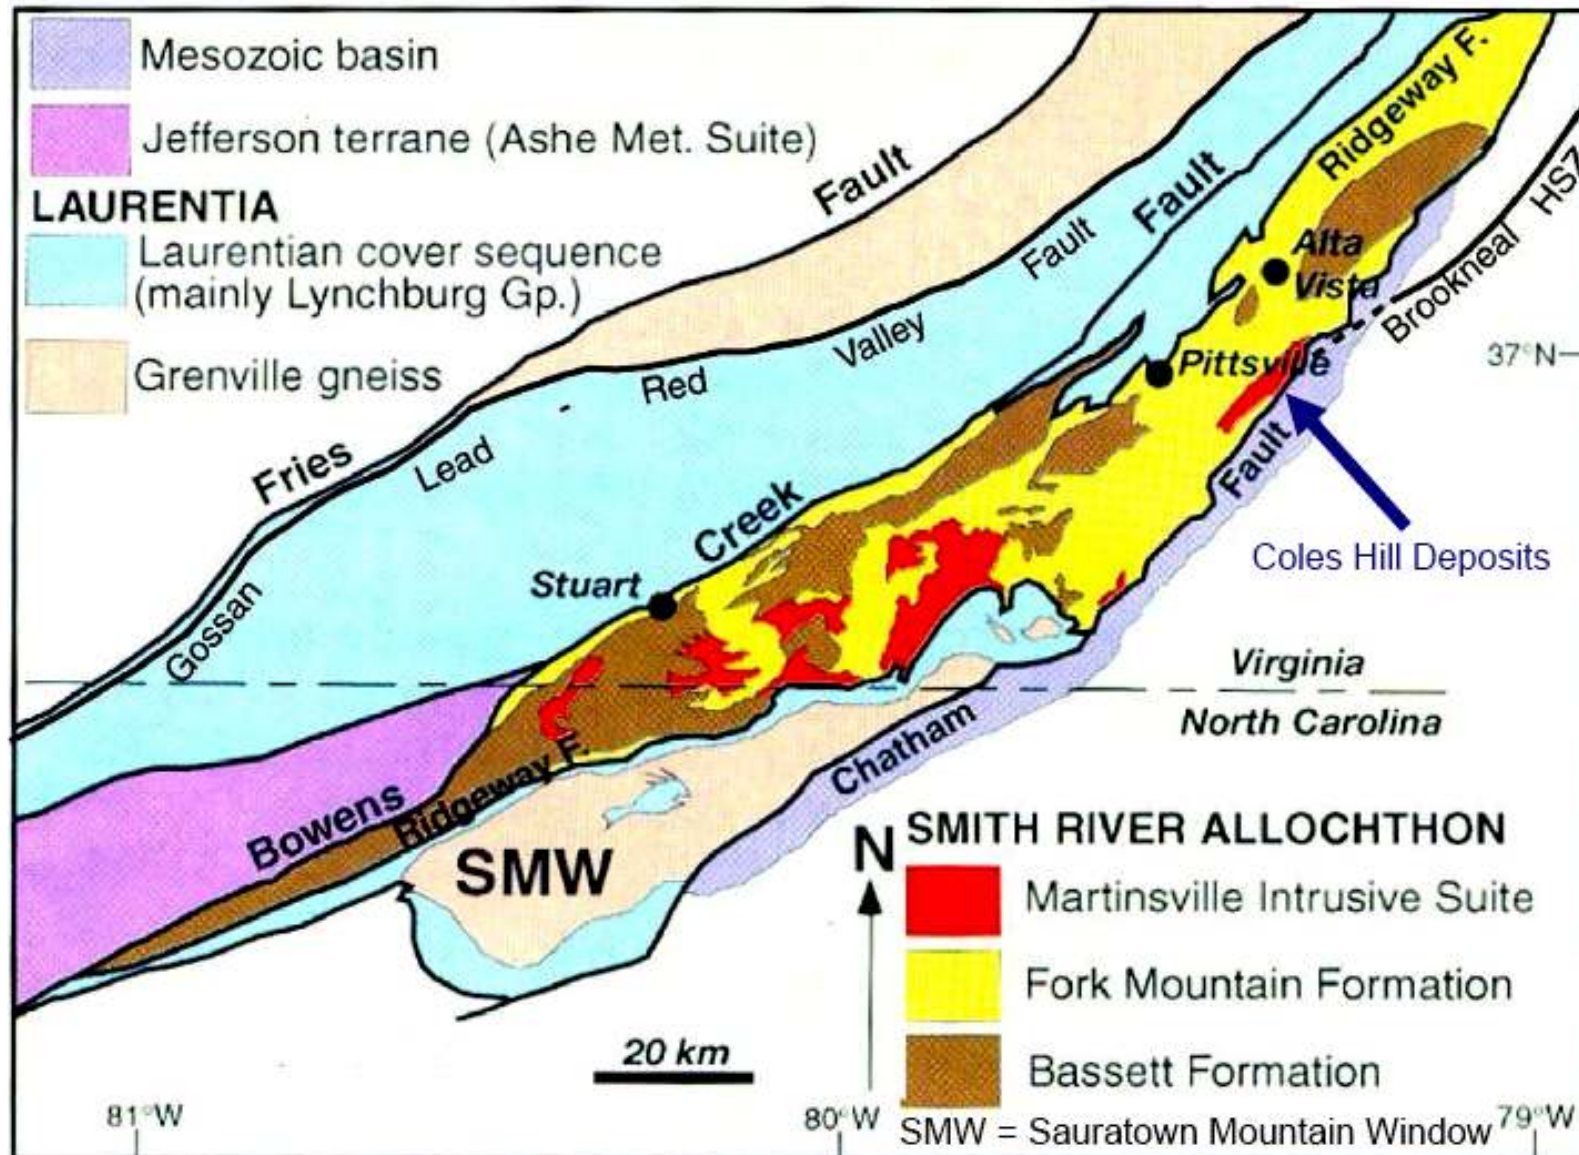 Mesozoic basin
Jefferson terrane (Ashe Met. Suite)
LAURENTIA
Laurentian cover sequence
(mainly Lynchburg Gp.)
Grenville gneiss
Fries
Fault
Gossan
Lead
Red
Valley
Fault
Bowens
Creek
Fault
Ridgeway F.
Alta
Vista
Pittsville
Brookneal HSZ
37°N
Coles Hill Deposits
Stuart
Virginia
North Carolina
Ridgeway F.
Chatham
Fault
SMW
N
20 km
SMITH RIVER ALLOCHTHON
Martinsville Intrusive Suite
Fork Mountain Formation
Bassett Formation
SMW = Sauratown Mountain Window
81°W
80°W
79°W